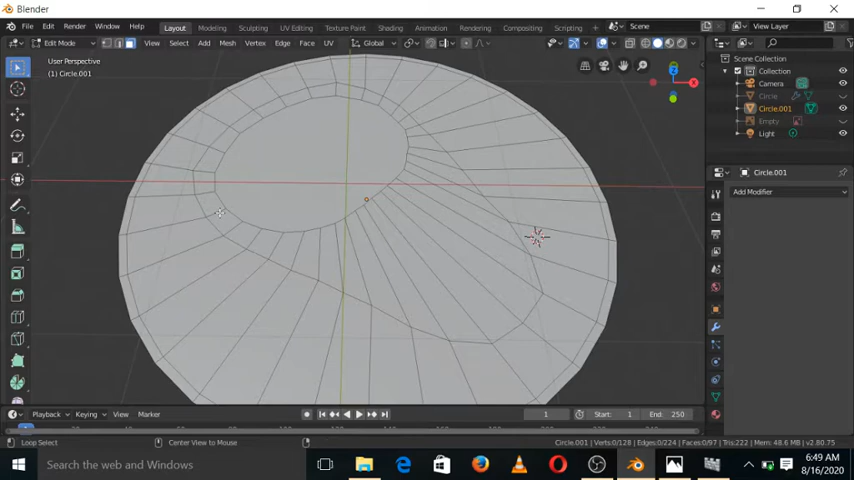 Blender
File Edit Render Window Help Layout Modeling Sculpting UV Editing Texture Paint Shading Animation Rendering Compositing Scripting Scene View Layer
Edit Mode View Select Add Mesh Vertex Edge Face UV Global
User Perspective
(1) Circle.001
Scene Collection
Collection
Camera
Circle
Circle.001
Empty
Light
Circle.001
Add Modifier
Playback Keying View Marker 1 Start: 1 End: 250
Loop Select Center View to Mouse Circle.001 | Verts:0/128 | Edges:0/224 | Faces:0/97 | Tris:222 | Mem: 48.6 MB | v2.80.75
Search the web and Windows 6:49 AM
8/16/2020